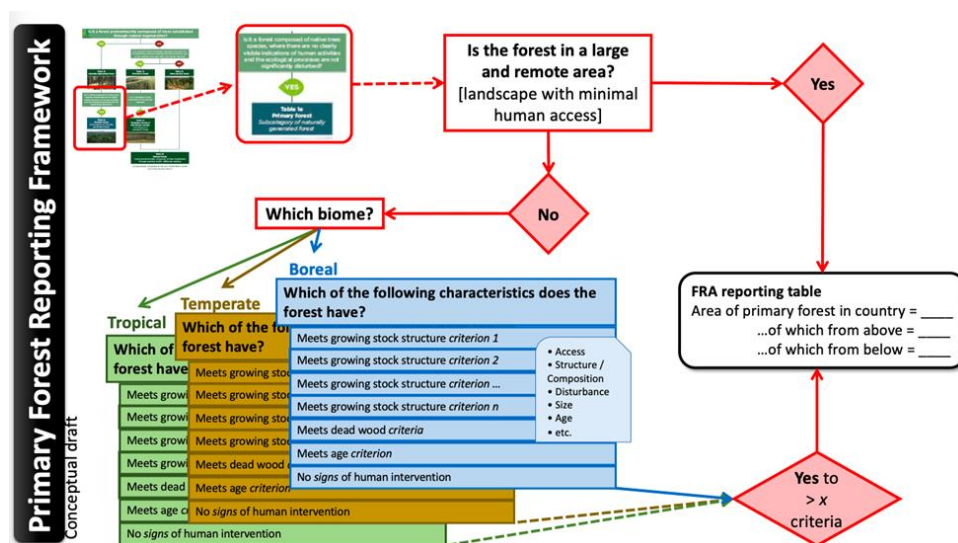 Primary Forest Reporting Framework
Conceptual draft
Is it a forest composed of native trees
species, where there are no clearly
visible indications of human activities
and the ecological processes are not
significantly disturbed?
YES
Table 1e
Primary forest
Subcategory of naturally
generated forest
Is the forest in a large
and remote area?
[landscape with minimal
human access]
Yes
No
Which biome?
Boreal
Which of the following characteristics does the
forest have?
Meets growing stock structure criterion 1
Meets growing stock structure criterion 2
Meets growing stock structure criterion ...
Meets growing stock structure criterion n
Meets dead wood criteria
Meets age criterion
No signs of human intervention
• Access
• Structure /
Composition
• Disturbance
• Size
• Age
• etc.
Temperate
Which of the fo
forest have?
Meets growing sto
Meets growing sto
Meets growing sto
Meets growing sto
Meets dead wood
Meets age criterion
No signs of human intervention
Tropical
Which of
forest have
Meets growi
Meets growi
Meets growi
Meets growi
Meets dead
Meets age c
No signs of human intervention
FRA reporting table
Area of primary forest in country = ____
...of which from above = ____
...of which from below = ____
Yes to
> x
criteria